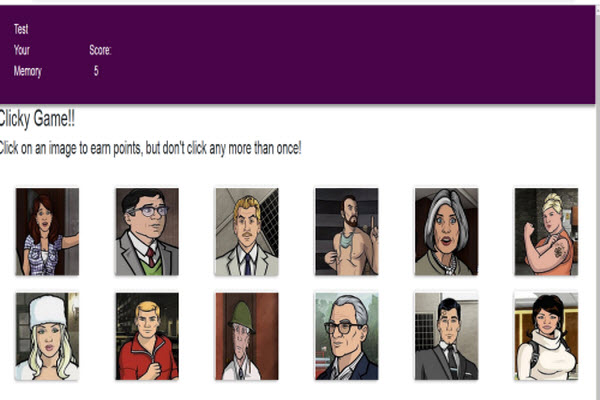 Test
Your Score:
Memory 5
Clicky Game!!
Click on an image to earn points, but don't click any more than once!